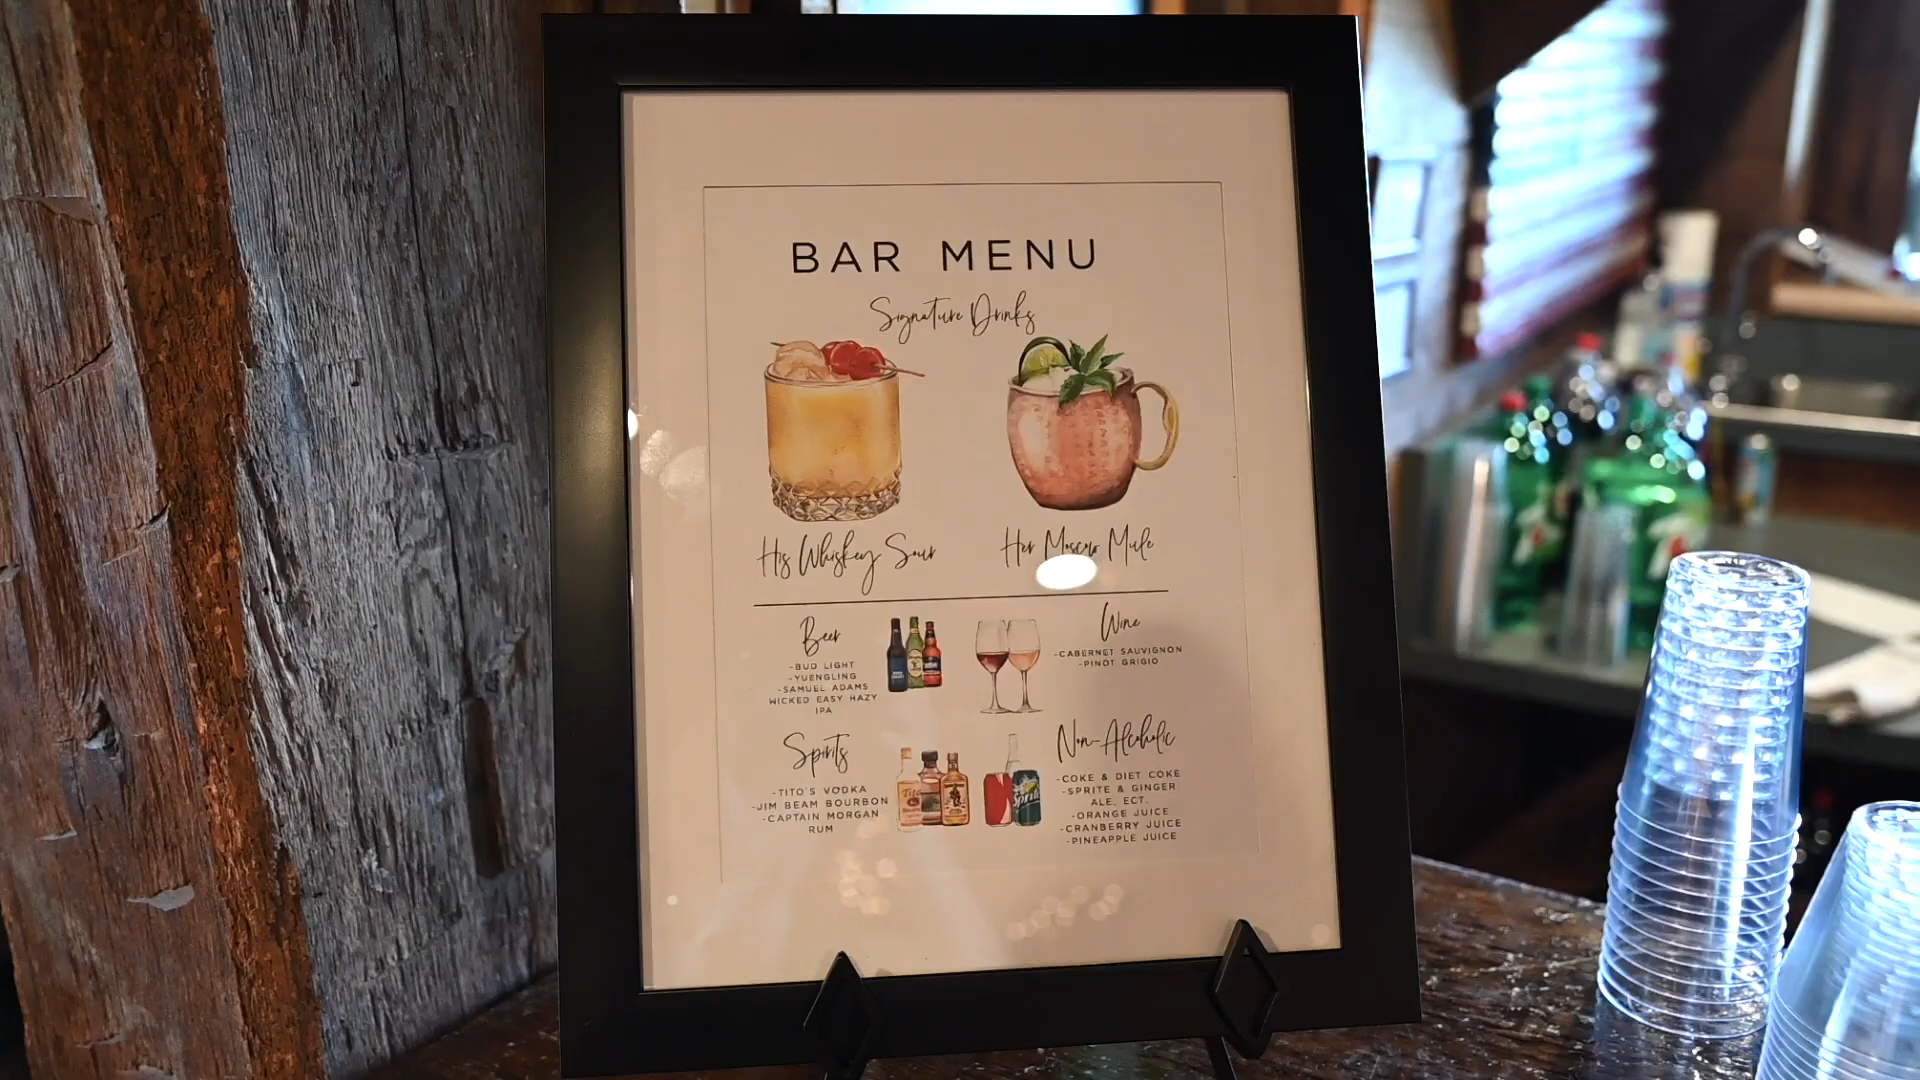 BAR MENU
Signature Drinks
His Whiskey Sour
Her Moscow Mule
Beer
-BUD LIGHT
-YUENGLING
-SAMUEL ADAMS
WICKED EASY HAZY
IPA
Wine
-CABERNET SAUVIGNON
-PINOT GRIGIO
Spirits
-TITO'S VODKA
-JIM BEAM BOURBON
-CAPTAIN MORGAN
RUM
Tito's
Sprite
Non-Alcoholic
-COKE & DIET COKE
-SPRITE & GINGER
ALE, ECT.
-ORANGE JUICE
-CRANBERRY JUICE
-PINEAPPLE JUICE